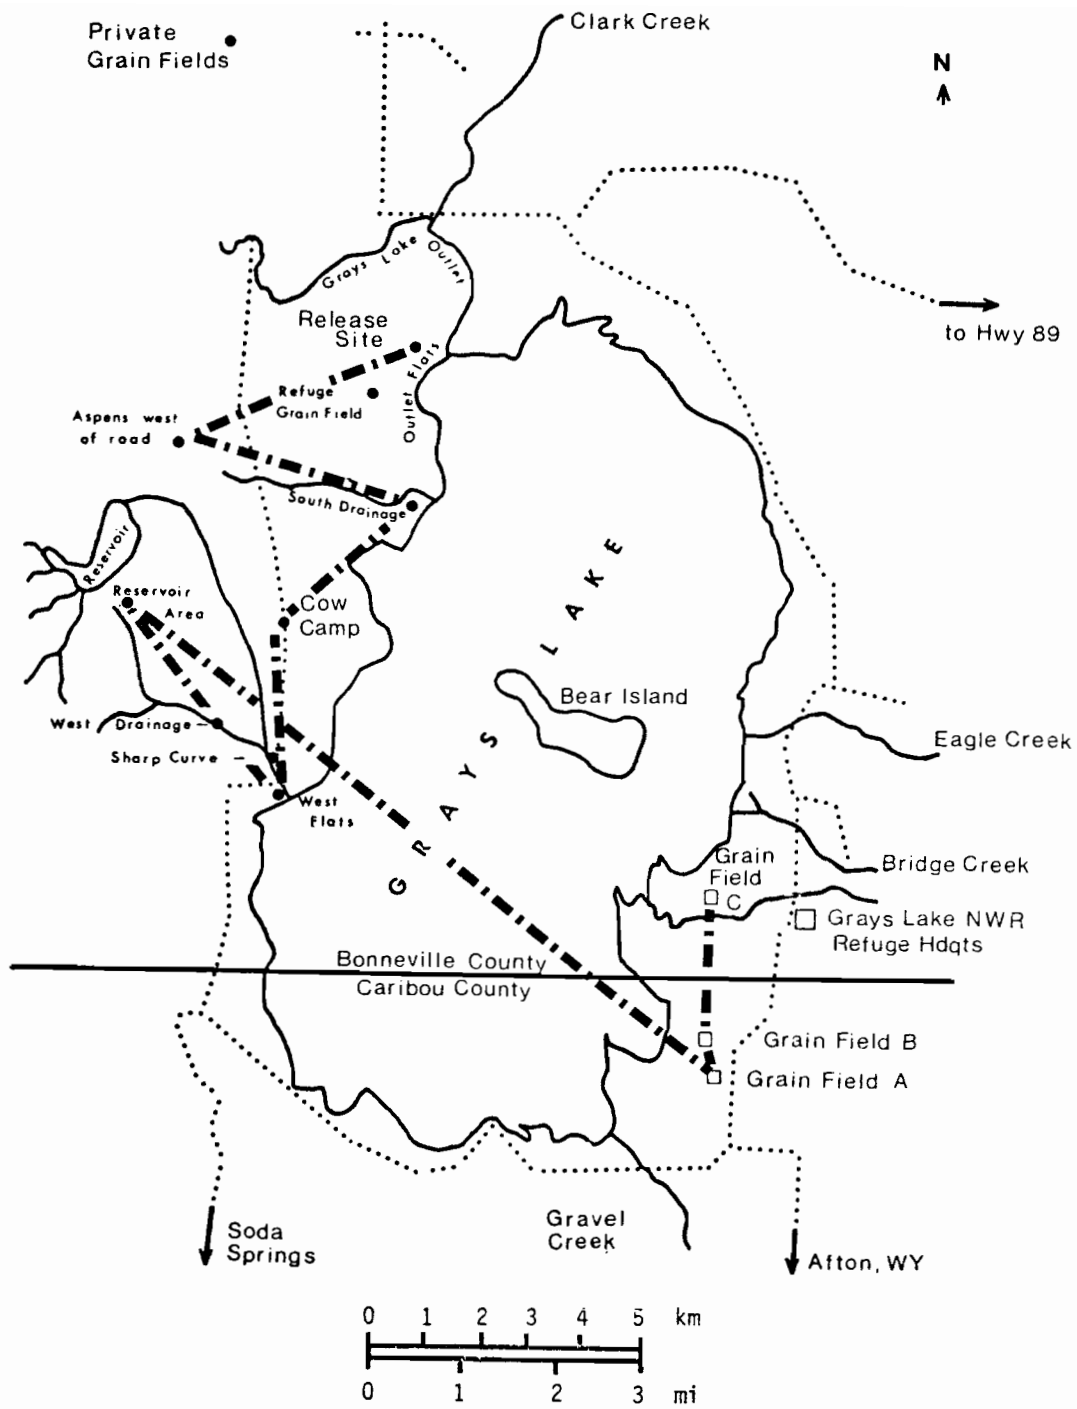 Clark Creek
Private
Grain Fields
N
Grays Lake Outlet
to Hwy 89
Release
Site
Outlet Flats
Refuge
Grain Field
Aspens west
of road
South Drainage
Reservoir
Reservoir
Area
Cow
Camp
GRAYS LAKE
Bear Island
West Drainage
Sharp Curve
West
Flats
Eagle Creek
Bridge Creek
Grain
Field
C
Grays Lake NWR
Refuge Hdqts
Bonneville County
Caribou County
Grain Field B
Grain Field A
Soda
Springs
Gravel
Creek
Afton, WY
0 1 2 3 4 5 km
0 1 2 3 mi